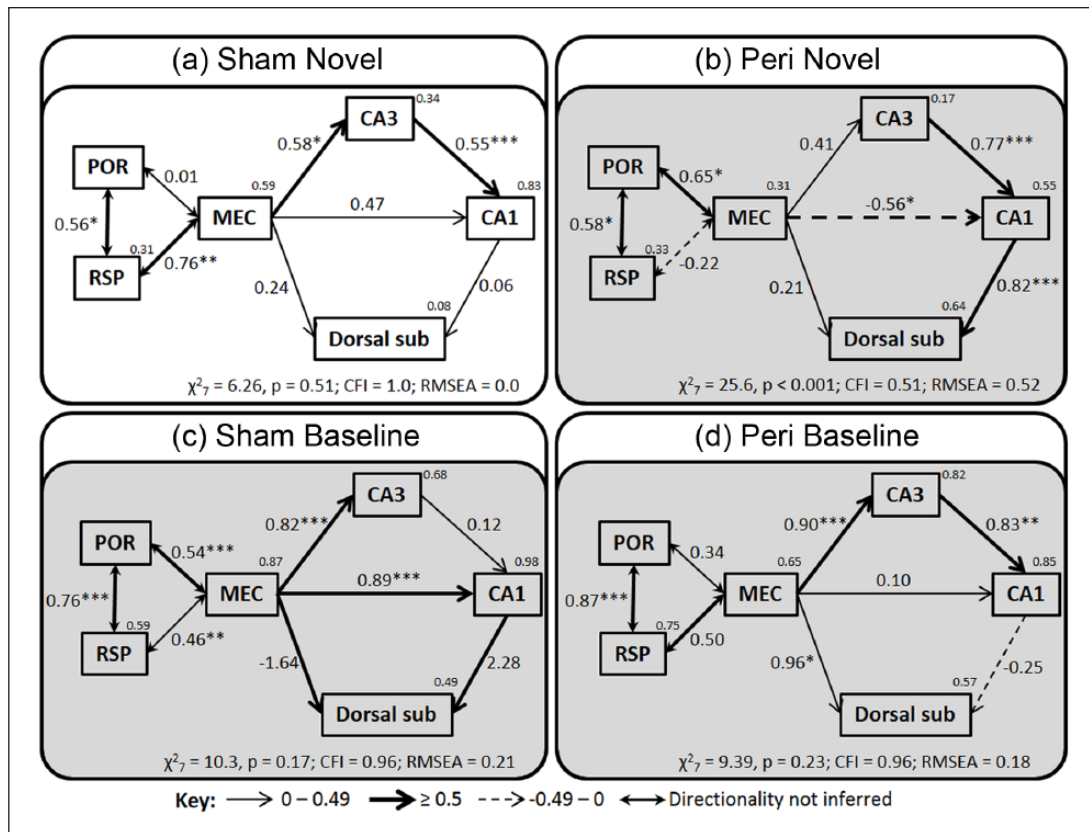 (a) Sham Novel
0.34
CA3
0.58*
0.55***
POR
0.01
0.59
0.83
MEC
0.47
CA1
0.56*
0.31
RSP
0.76**
0.24
0.06
0.08
Dorsal sub
χ²₇ = 6.26, p = 0.51; CFI = 1.0; RMSEA = 0.0
(b) Peri Novel
0.17
CA3
0.41
0.77***
POR
0.65*
0.31
0.55
MEC
-0.56*
CA1
0.58*
0.33
RSP
-0.22
0.21
0.82***
0.64
Dorsal sub
χ²₇ = 25.6, p < 0.001; CFI = 0.51; RMSEA = 0.52
(c) Sham Baseline
0.68
CA3
0.82***
0.12
POR
0.54***
0.87
0.98
MEC
0.89***
CA1
0.76***
0.59
RSP
0.46**
-1.64
2.28
0.49
Dorsal sub
χ²₇ = 10.3, p = 0.17; CFI = 0.96; RMSEA = 0.21
(d) Peri Baseline
0.82
CA3
0.90***
0.83**
POR
0.34
0.65
0.85
MEC
0.10
CA1
0.87***
0.75
RSP
0.50
0.96*
-0.25
0.57
Dorsal sub
χ²₇ = 9.39, p = 0.23; CFI = 0.96; RMSEA = 0.18
Key: 0 – 0.49 ≥ 0.5 -0.49 – 0 Directionality not inferred